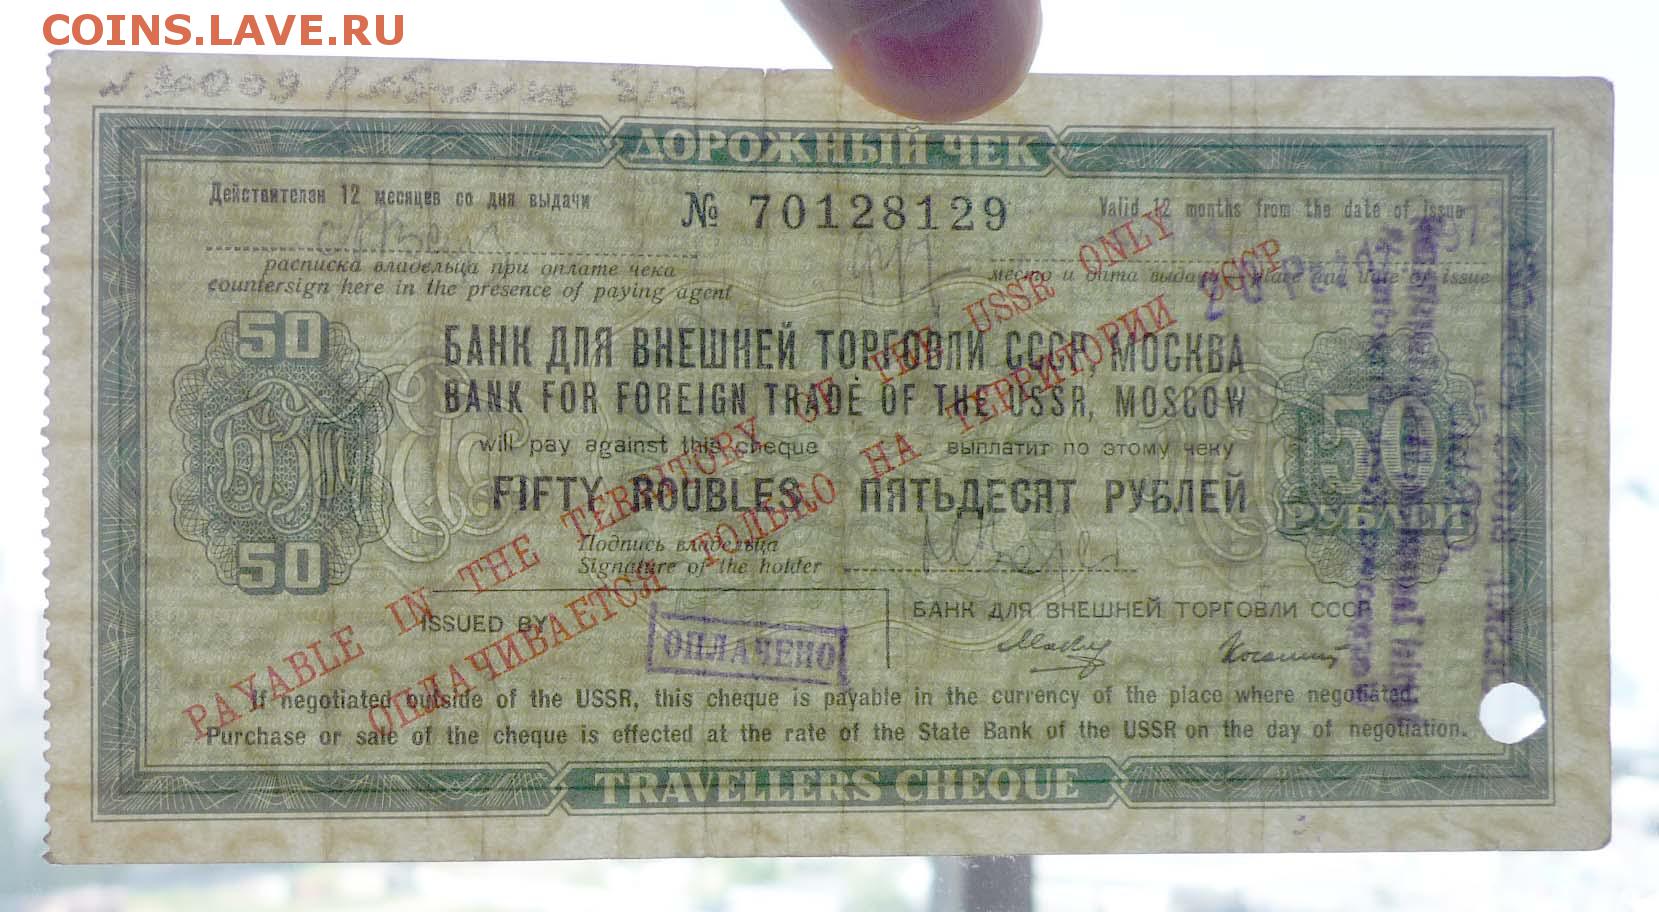 COINS.LAVE.RU
ДОРОЖНЫЙ ЧЕК
Действителен 12 месяцев со дня выдачи
№ 70128129
Valid 12 months from the date of issue
расписка владельца при оплате чека
countersign here in the presence of paying agent
место и дата выдачи place and date of issue
50
БАНК ДЛЯ ВНЕШНЕЙ ТОРГОВЛИ СССР, МОСКВА
BANK FOR FOREIGN TRADE OF THE USSR, MOSCOW
will pay against this cheque
выплатит по этому чеку
FIFTY ROUBLES
ПЯТЬДЕСЯТ РУБЛЕЙ
50
РУБЛЕЙ
50
Подпись владельца
Signature of the holder
PAYABLE IN THE TERRITORY OF THE USSR ONLY
ОПЛАЧИВАЕТСЯ ТОЛЬКО НА ТЕРРИТОРИИ СССР
ISSUED BY
ОПЛАЧЕНО
БАНК ДЛЯ ВНЕШНЕЙ ТОРГОВЛИ СССР
If negotiated outside of the USSR, this cheque is payable in the currency of the place where negotiated.
Purchase or sale of the cheque is effected at the rate of the State Bank of the USSR on the day of negotiation.
TRAVELLERS CHEQUE